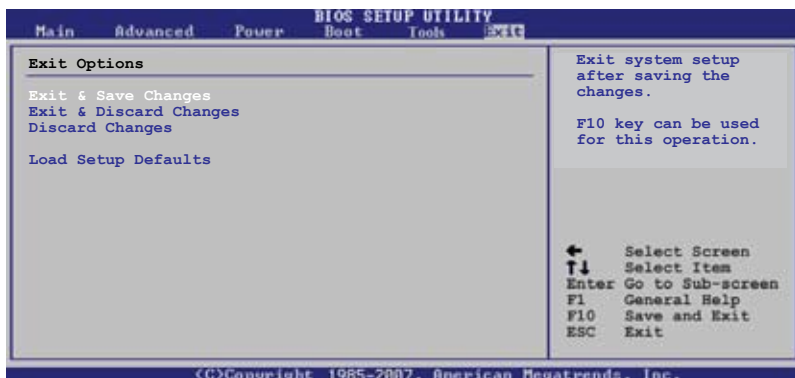 BIOS SETUP UTILITY
Main Advanced Power Boot Tools Exit
Exit Options
Exit & Save Changes
Exit & Discard Changes
Discard Changes
Load Setup Defaults
Exit system setup
after saving the
changes.
F10 key can be used
for this operation.
← Select Screen
↑↓ Select Item
Enter Go to Sub-screen
F1 General Help
F10 Save and Exit
ESC Exit
(C)Copyright 1985-2007, American Megatrends, Inc.